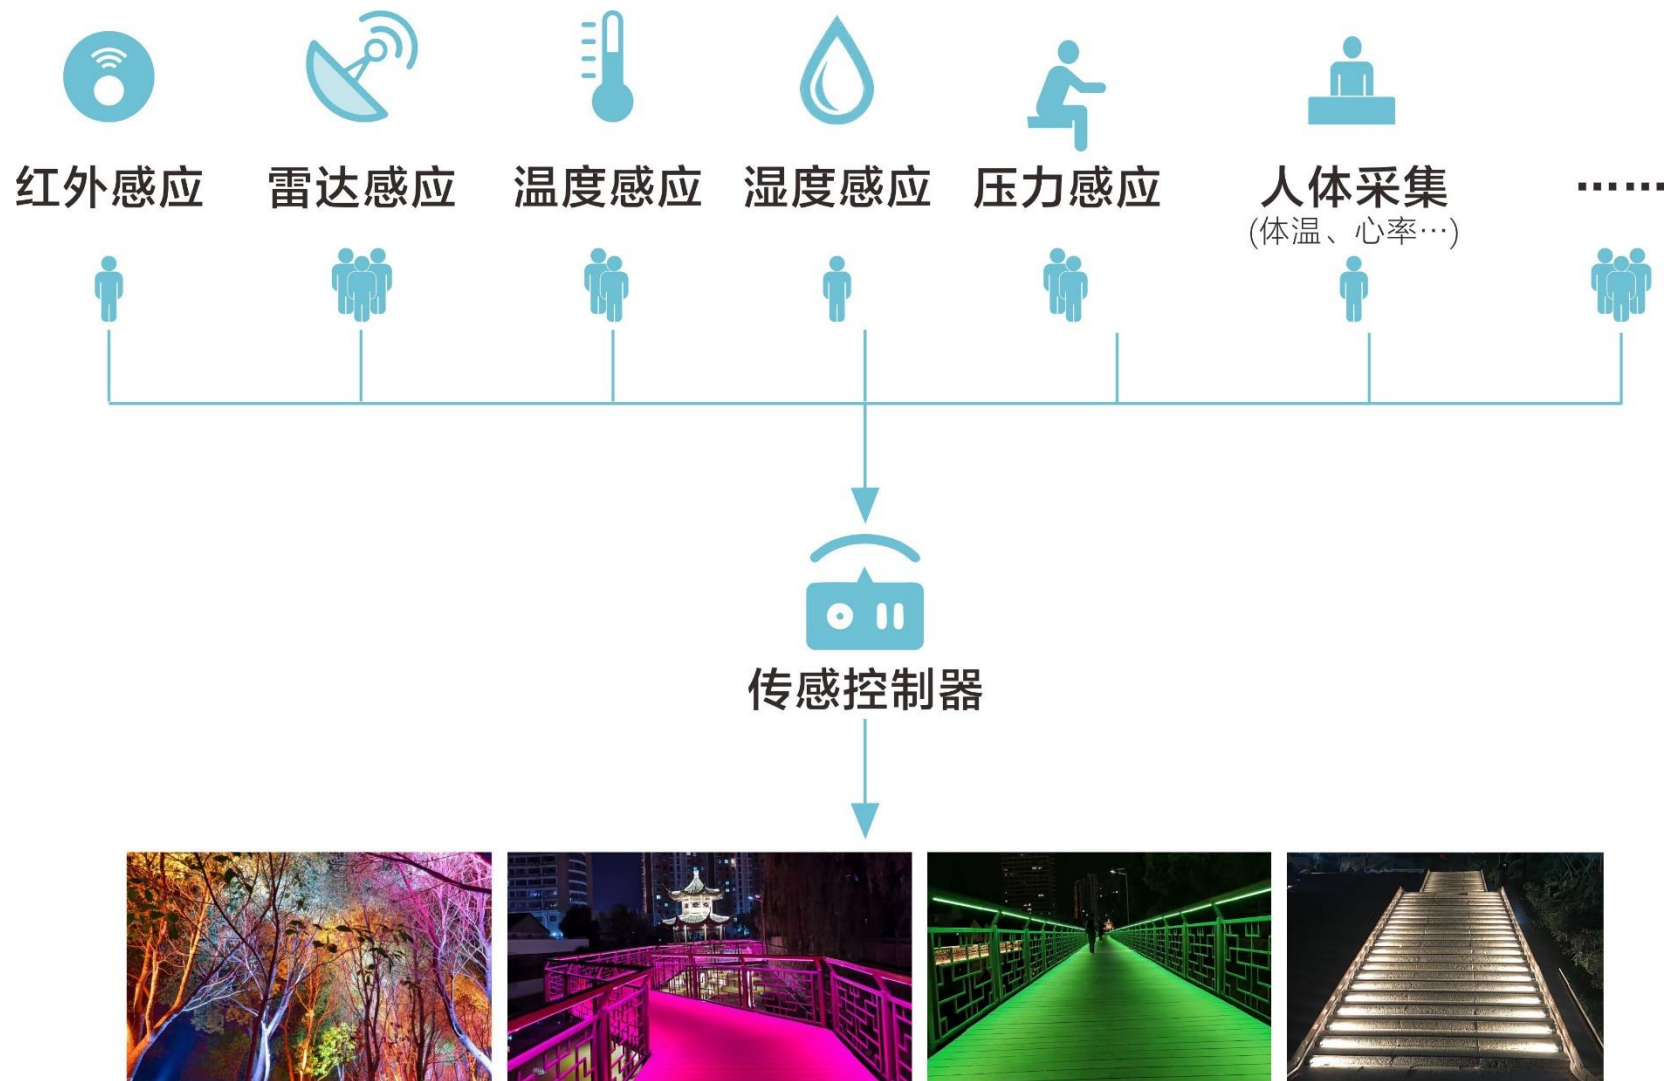 红外感应
雷达感应
温度感应
湿度感应
压力感应
人体采集
(体温、心率…)
……
传感控制器